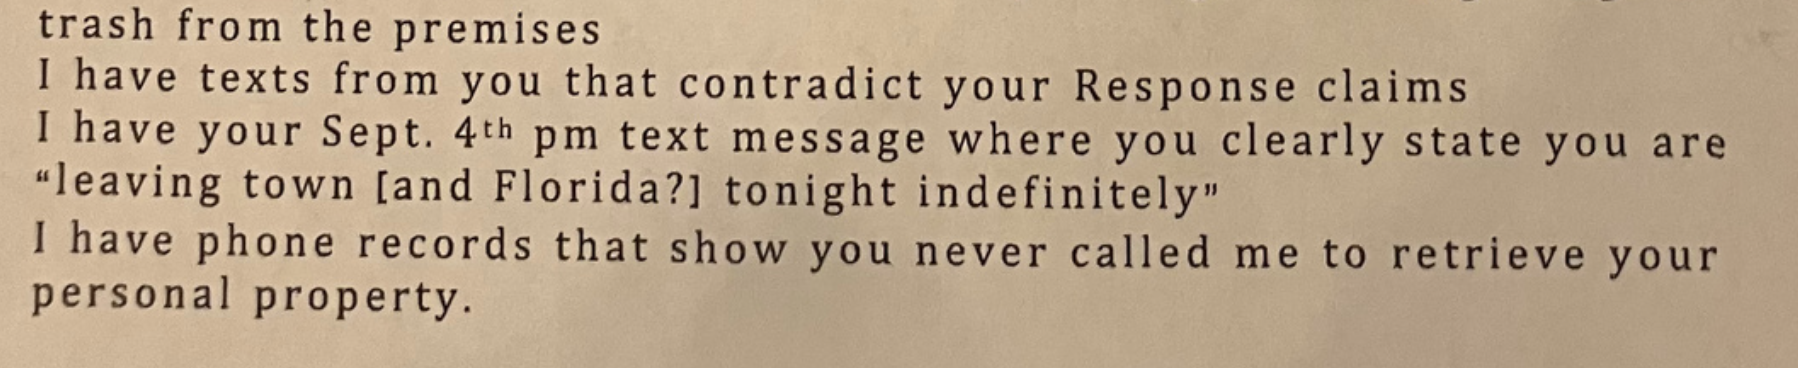 trash from the premises
I have texts from you that contradict your Response claims
I have your Sept. 4th pm text message where you clearly state you are
“leaving town [and Florida?] tonight indefinitely”
I have phone records that show you never called me to retrieve your
personal property.